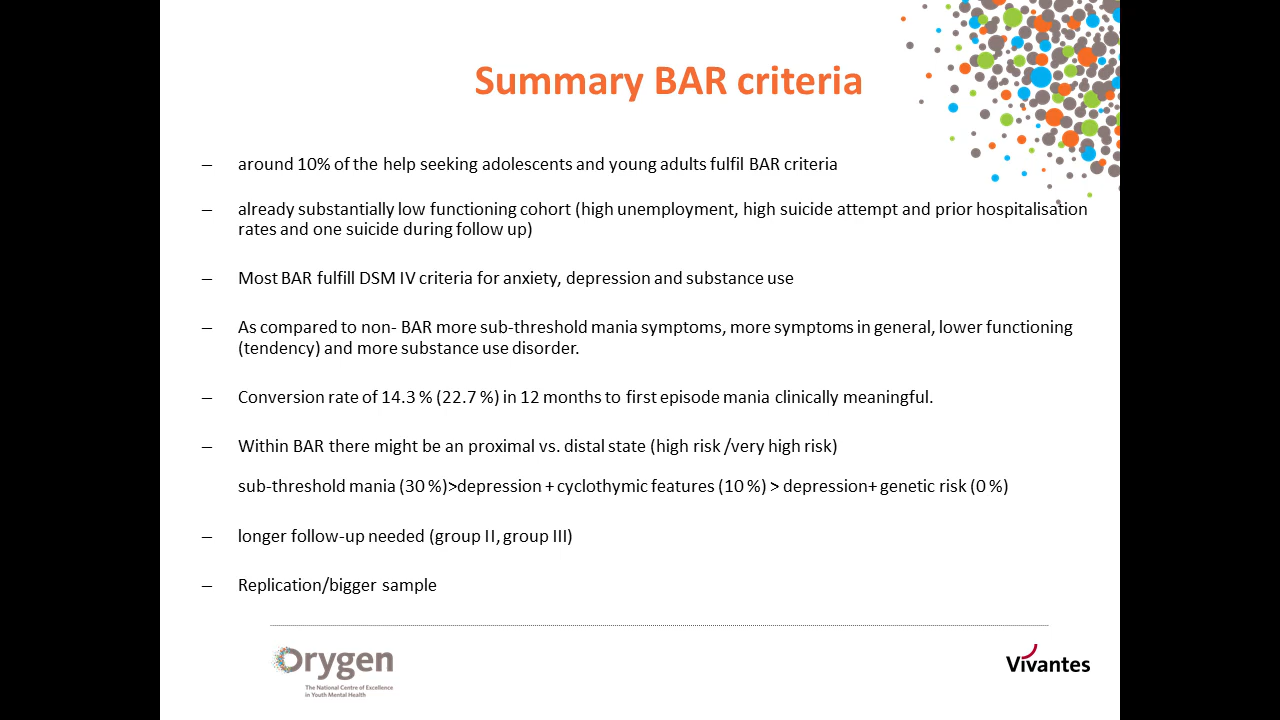 Summary BAR criteria
– around 10% of the help seeking adolescents and young adults fulfil BAR criteria
– already substantially low functioning cohort (high unemployment, high suicide attempt and prior hospitalisation
rates and one suicide during follow up)
– Most BAR fulfill DSM IV criteria for anxiety, depression and substance use
– As compared to non- BAR more sub-threshold mania symptoms, more symptoms in general, lower functioning
(tendency) and more substance use disorder.
– Conversion rate of 14.3 % (22.7 %) in 12 months to first episode mania clinically meaningful.
– Within BAR there might be an proximal vs. distal state (high risk /very high risk)
sub-threshold mania (30 %)>depression + cyclothymic features (10 %) > depression+ genetic risk (0 %)
– longer follow-up needed (group II, group III)
– Replication/bigger sample
Orygen
The National Centre of Excellence
in Youth Mental Health
Vivantes